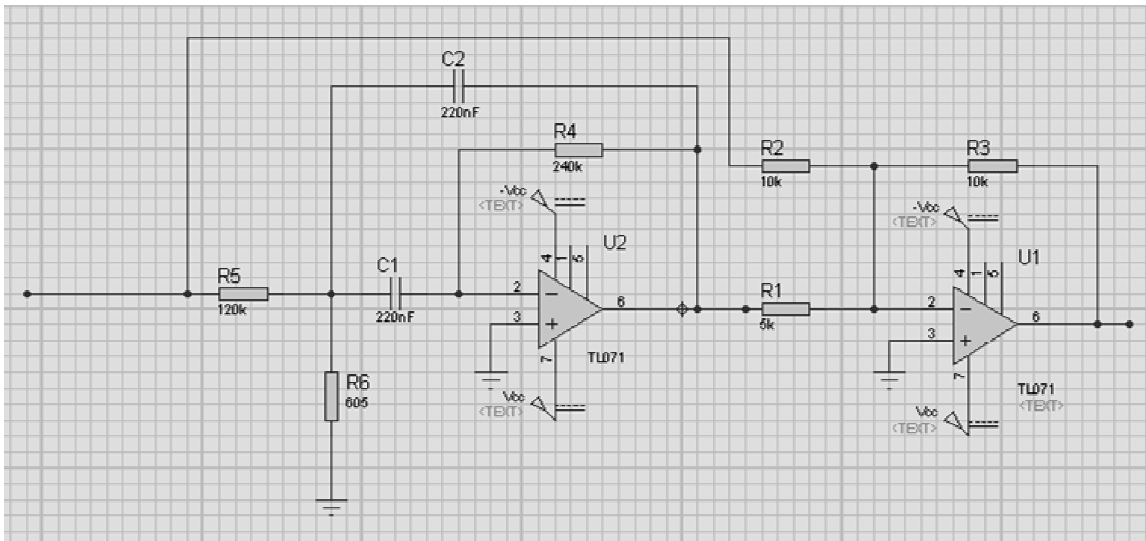 C2
220nF
R4
240k
R2
10k
R3
10k
-Vcc
<TEXT>
4
1
5
U2
-Vcc
<TEXT>
4
1
5
U1
R5
120k
C1
220nF
2
3
6
7
TL071
R1
5k
2
3
6
7
TL071
<TEXT>
R6
605
Vcc
<TEXT>
Vcc
<TEXT>